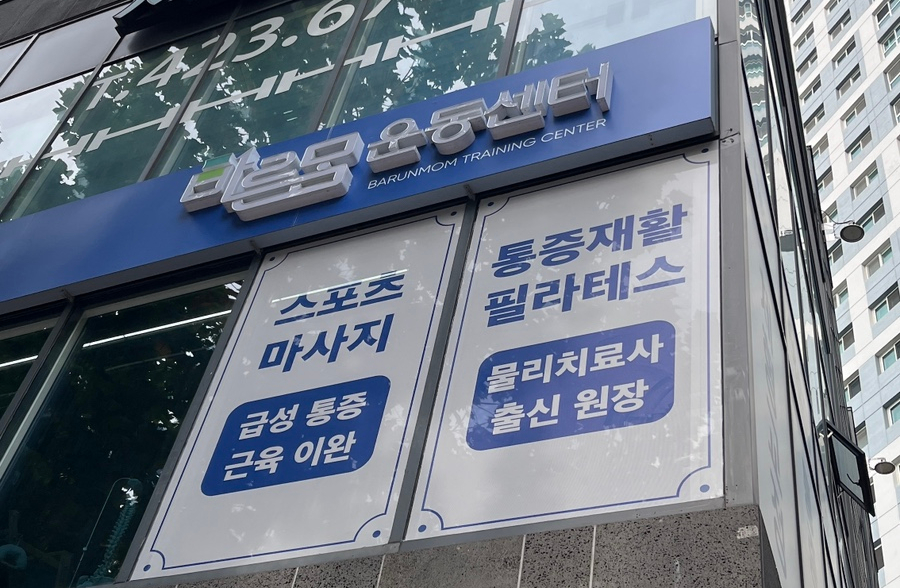 T 423.67
바른몸 운동센터
BARUNMOM TRAINING CENTER
스포츠
마사지
급성 통증
근육 이완
통증재활
필라테스
물리치료사
출신 원장